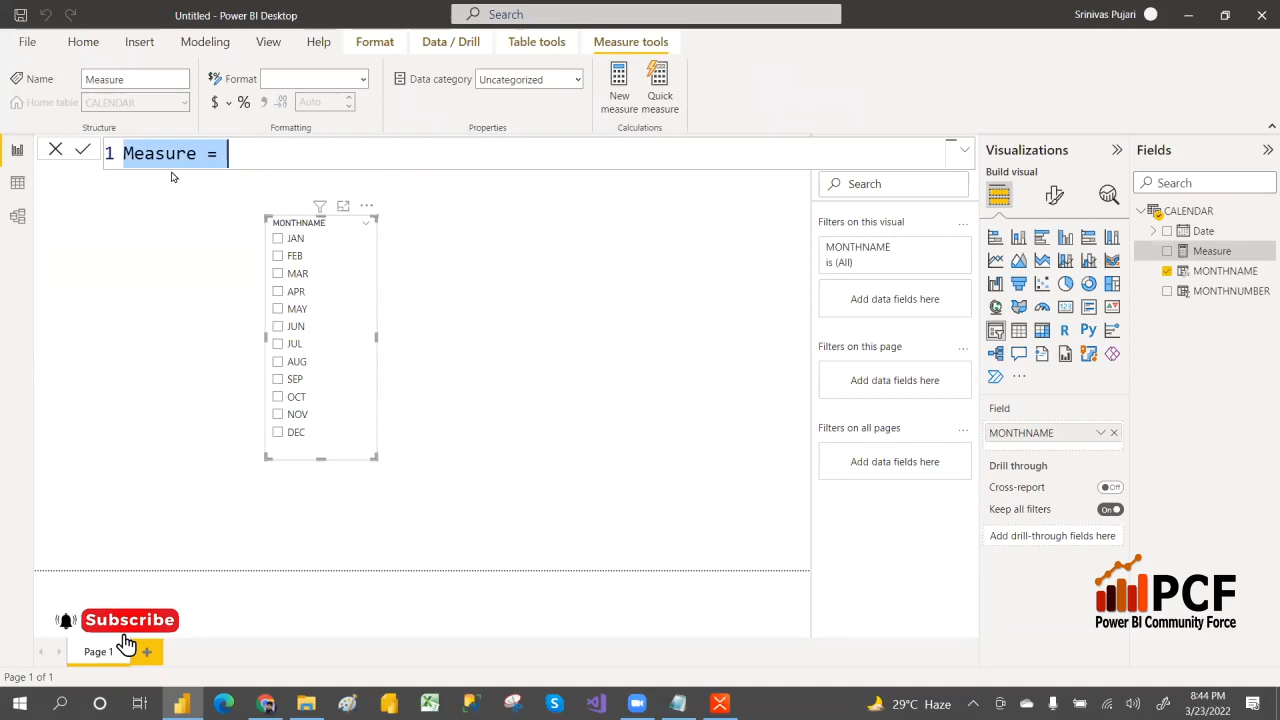 Untitled - Power BI Desktop
Search
Srinivas Pujari
File
Home
Insert
Modeling
View
Help
Format
Data / Drill
Table tools
Measure tools
Name
Measure
Home table
CALENDAR
Structure
Format
$
%
Auto
Formatting
Data category
Uncategorized
Properties
New measure
Quick measure
Calculations
1 Measure =
MONTHNAME
JAN
FEB
MAR
APR
MAY
JUN
JUL
AUG
SEP
OCT
NOV
DEC
Search
Filters on this visual
MONTHNAME
is (All)
Add data fields here
Filters on this page
Add data fields here
Filters on all pages
Add data fields here
Visualizations
Build visual
R
Py
Field
MONTHNAME
Drill through
Cross-report
Off
Keep all filters
On
Add drill-through fields here
Fields
Search
CALENDAR
Date
Measure
MONTHNAME
MONTHNUMBER
PCF
Power BI Community Force
Subscribe
Page 1
Page 1 of 1
29°C Haze
8:44 PM
3/23/2022